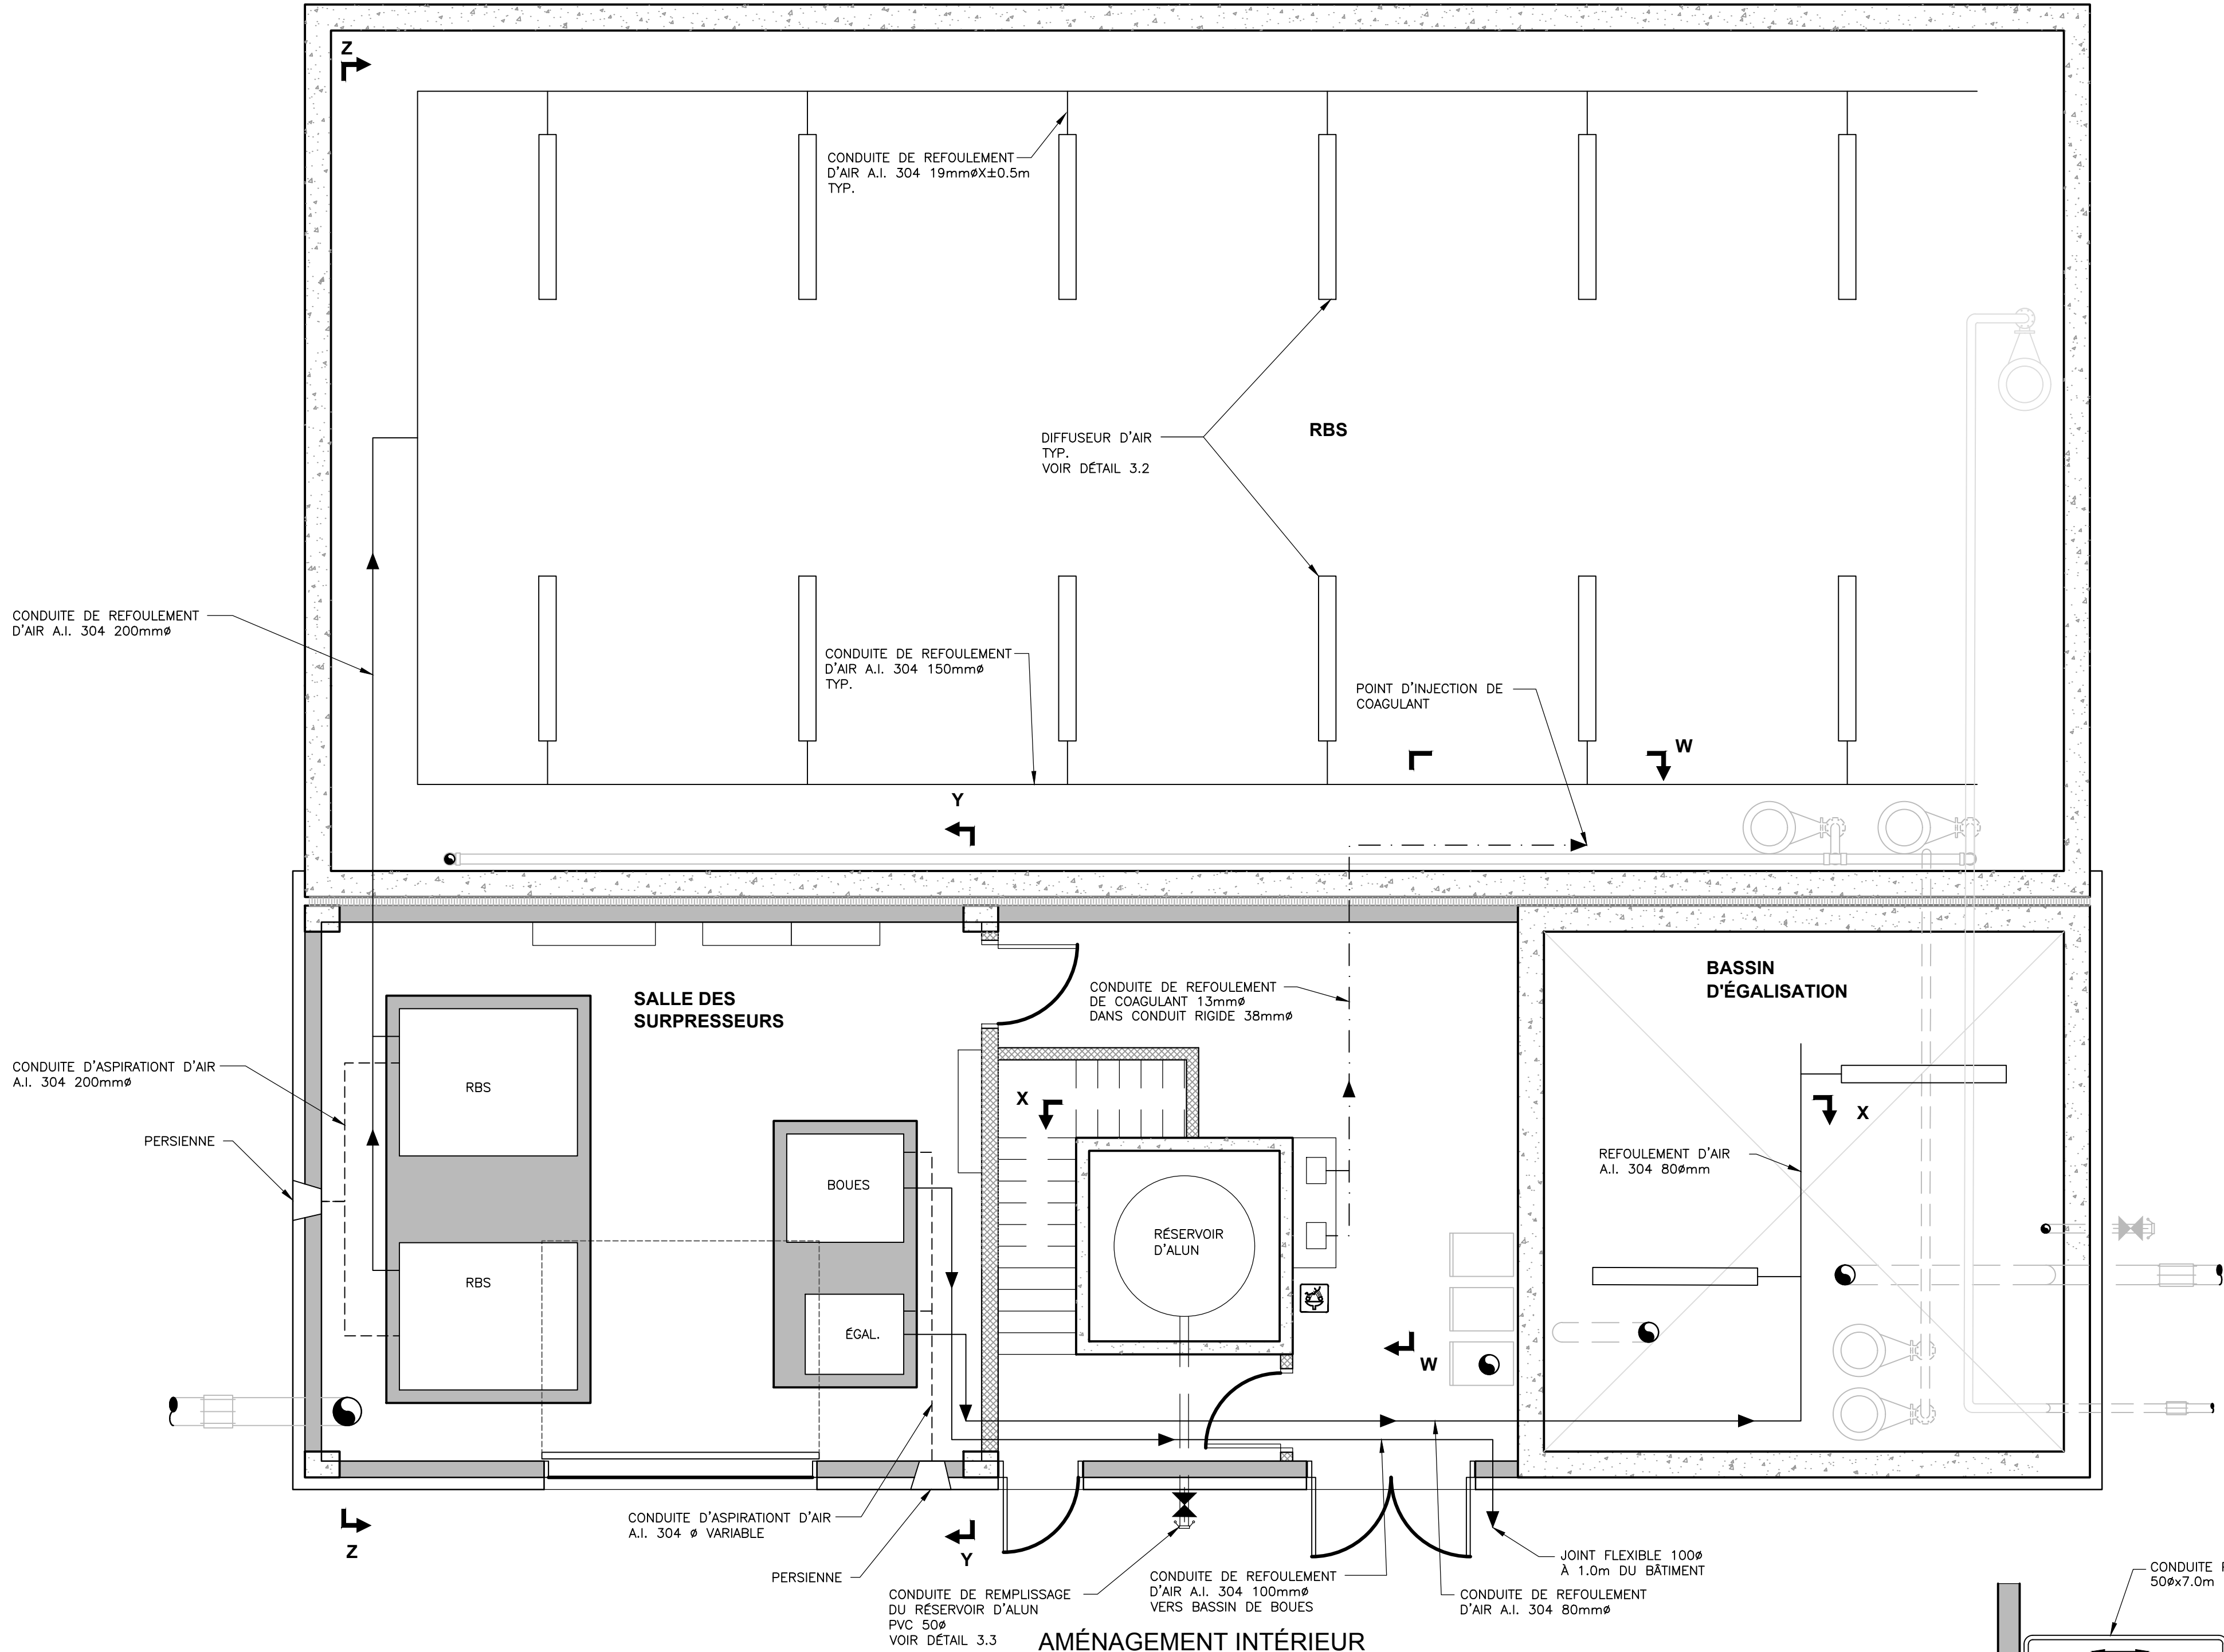 Z
CONDUITE DE REFOULEMENT
D'AIR A.I. 304 19mmøX±0.5m
TYP.
DIFFUSEUR D'AIR
TYP.
VOIR DÉTAIL 3.2
RBS
CONDUITE DE REFOULEMENT
D'AIR A.I. 304 200mmø
CONDUITE DE REFOULEMENT
D'AIR A.I. 304 150mmø
TYP.
POINT D'INJECTION DE
COAGULANT
W
Y
SALLE DES
SURPRESSEURS
CONDUITE DE REFOULEMENT
DE COAGULANT 13mmø
DANS CONDUIT RIGIDE 38mmø
BASSIN
D'ÉGALISATION
CONDUITE D'ASPIRATIONT D'AIR
A.I. 304 200mmø
RBS
X
X
PERSIENNE
REFOULEMENT D'AIR
A.I. 304 80ømm
BOUES
RÉSERVOIR
D'ALUN
RBS
ÉGAL.
W
Z
CONDUITE D'ASPIRATIONT D'AIR
A.I. 304 ø VARIABLE
Y
PERSIENNE
CONDUITE DE REMPLISSAGE
DU RÉSERVOIR D'ALUN
PVC 50ø
VOIR DÉTAIL 3.3
CONDUITE DE REFOULEMENT
D'AIR A.I. 304 100mmø
VERS BASSIN DE BOUES
JOINT FLEXIBLE 100ø
À 1.0m DU BÂTIMENT
CONDUITE DE REFOULEMENT
D'AIR A.I. 304 80mmø
CONDUITE
50øx7.0m
AMÉNAGEMENT INTÉRIEUR